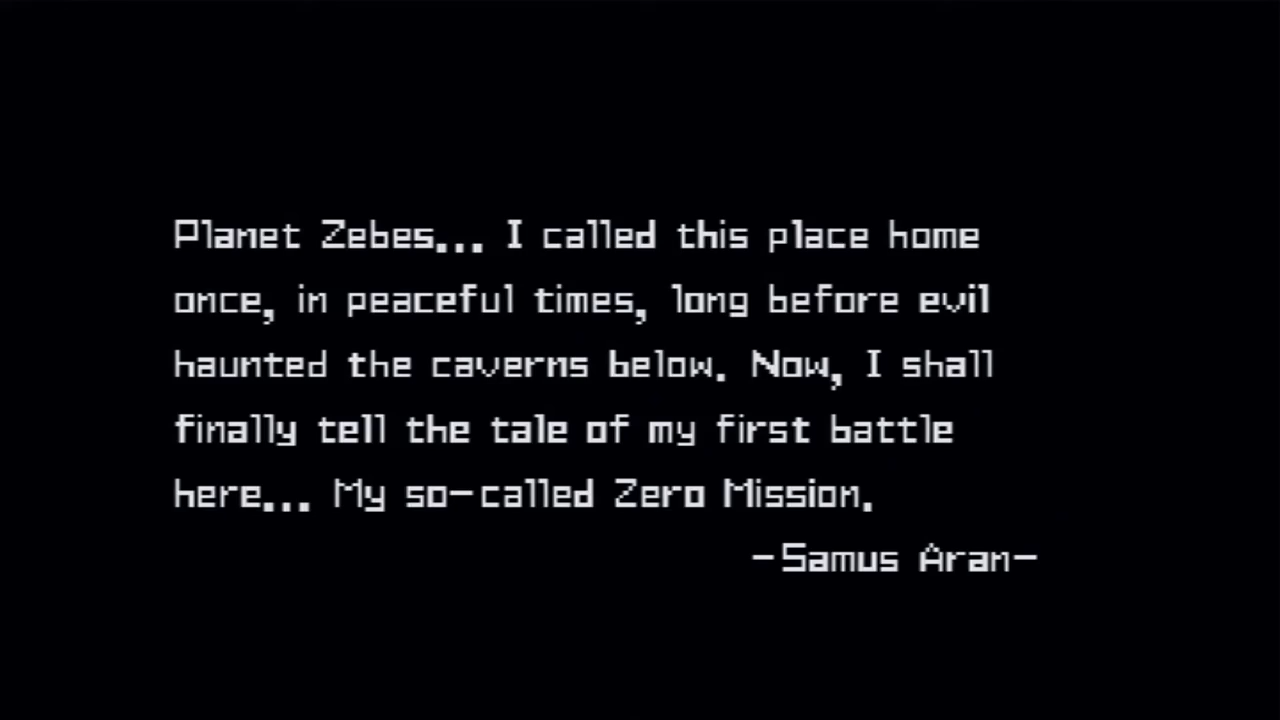 Planet Zebes... I called this place home
once, in peaceful times, long before evil
haunted the caverns below. Now, I shall
finally tell the tale of my first battle
here... My so-called Zero Mission.
-Samus Aran-